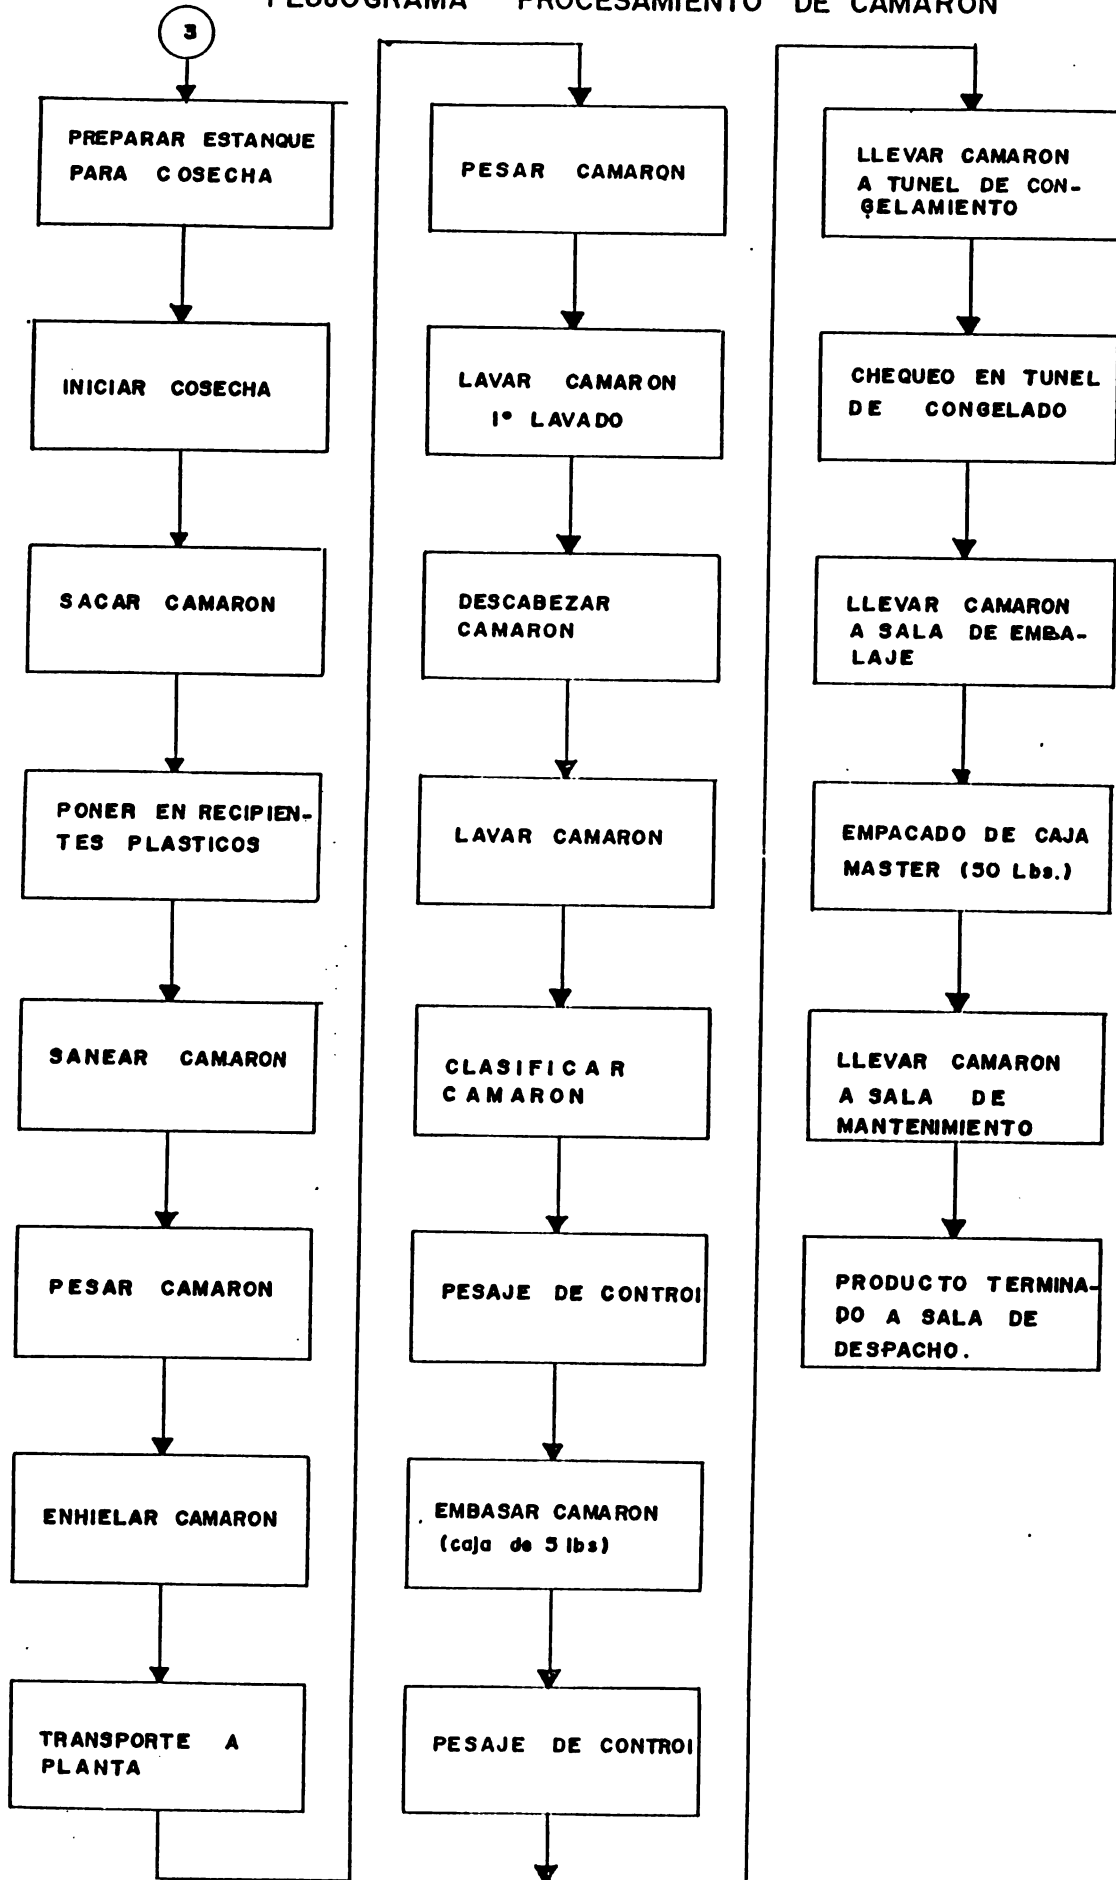 FLUJOGRAMA PROCESAMIENTO DE CAMARON
3
PREPARAR ESTANQUE
PARA COSECHA
INICIAR COSECHA
SACAR CAMARON
PONER EN RECIPIEN-
TES PLASTICOS
SANEAR CAMARON
PESAR CAMARON
ENHIELAR CAMARON
TRANSPORTE A
PLANTA
PESAR CAMARON
LAVAR CAMARON
1º LAVADO
DESCABEZAR
CAMARON
LAVAR CAMARON
CLASIFICAR
CAMARON
PESAJE DE CONTROl
EMBASAR CAMARON
(caja de 5 lbs)
PESAJE DE CONTROl
LLEVAR CAMARON
A TUNEL DE CON-
GELAMIENTO
CHEQUEO EN TUNEL
DE CONGELADO
LLEVAR CAMARON
A SALA DE EMBA-
LAJE
EMPACADO DE CAJA
MASTER (50 Lbs.)
LLEVAR CAMARON
A SALA DE
MANTENIMIENTO
PRODUCTO TERMINA-
DO A SALA DE
DESPACHO.